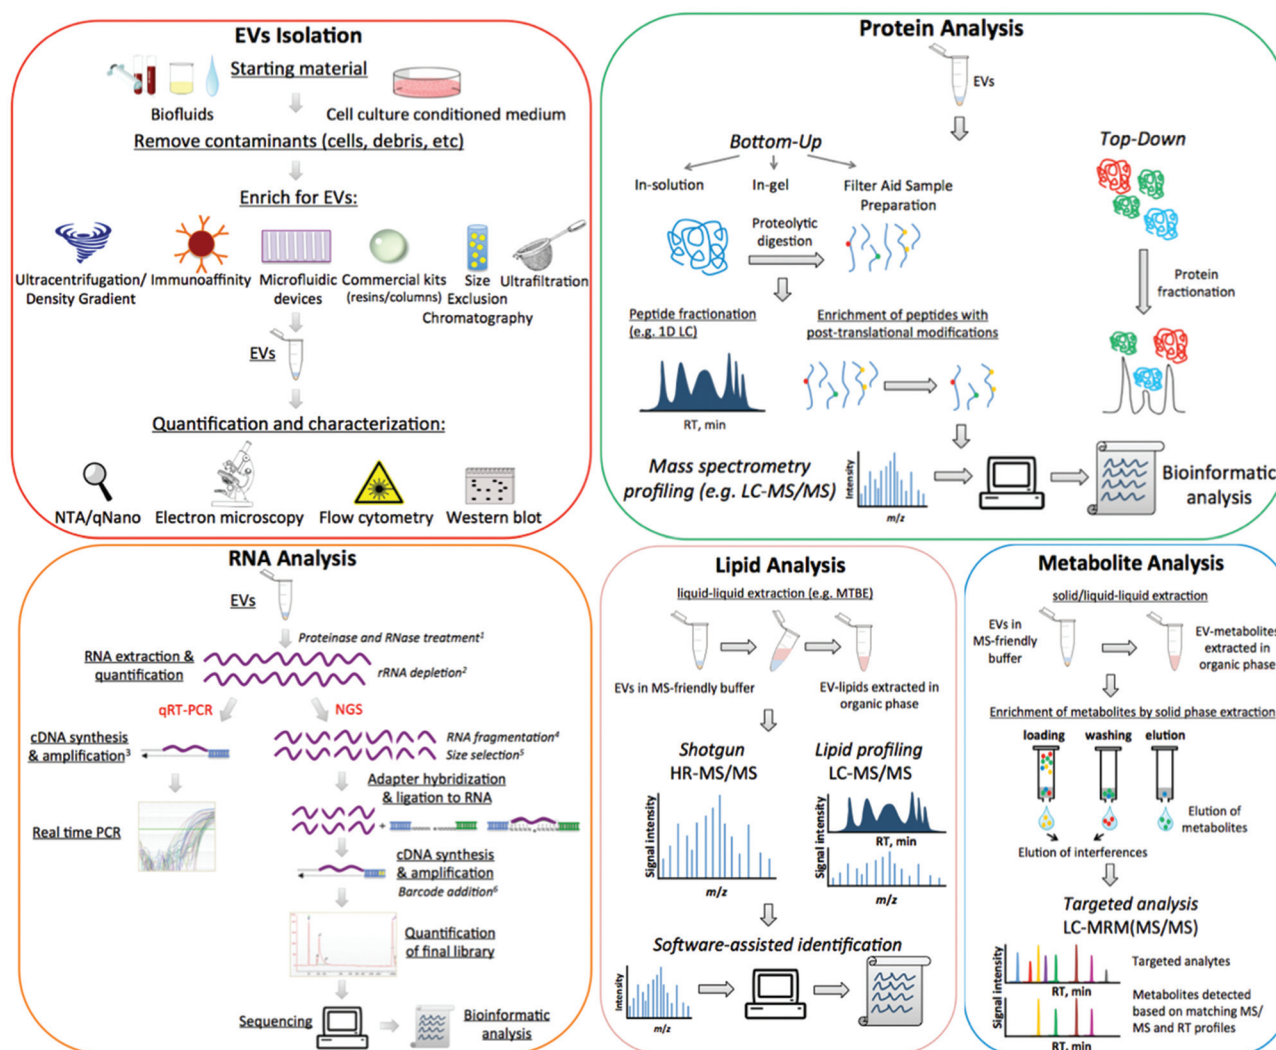 EVs Isolation
Starting material
Biofluids
Cell culture conditioned medium
Remove contaminants (cells, debris, etc)
Enrich for EVs:
Ultracentrifugation/
Density Gradient
Immunoaffinity
Microfluidic
devices
Commercial kits
(resins/columns)
Size
Exclusion
Chromatography
Ultrafiltration
EVs
Quantification and characterization:
NTA/qNano
Electron microscopy
Flow cytometry
Western blot
Protein Analysis
EVs
Bottom-Up
Top-Down
In-solution
In-gel
Filter Aid Sample
Preparation
Proteolytic
digestion
Protein
fractionation
Peptide fractionation
(e.g. 1D LC)
RT, min
Enrichment of peptides with
post-translational modifications
Mass spectrometry
profiling (e.g. LC-MS/MS)
Intensity
m/z
Bioinformatic
analysis
RNA Analysis
EVs
Proteinase and RNase treatment1
RNA extraction &
quantification
rRNA depletion2
qRT-PCR
NGS
cDNA synthesis
& amplification3
RNA fragmentation4
Size selection5
Adapter hybridization
& ligation to RNA
+
Real time PCR
cDNA synthesis
& amplification
Barcode addition6
Quantification
of final library
Sequencing
Bioinformatic
analysis
Lipid Analysis
liquid-liquid extraction (e.g. MTBE)
EVs in MS-friendly buffer
EV-lipids extracted in
organic phase
Shotgun
HR-MS/MS
Signal intensity
m/z
Lipid profiling
LC-MS/MS
Signal intensity
RT, min
m/z
Software-assisted identification
Intensity
m/z
Metabolite Analysis
solid/liquid-liquid extraction
EVs in
MS-friendly
buffer
EV-metabolites
extracted in
organic phase
Enrichment of metabolites by solid phase extraction
loading
washing
elution
Elution of
metabolites
Elution of interferences
Targeted analysis
LC-MRM(MS/MS)
Signal intensity
RT, min
Targeted analytes
Metabolites detected
based on matching MS/
MS and RT profiles
RT, min